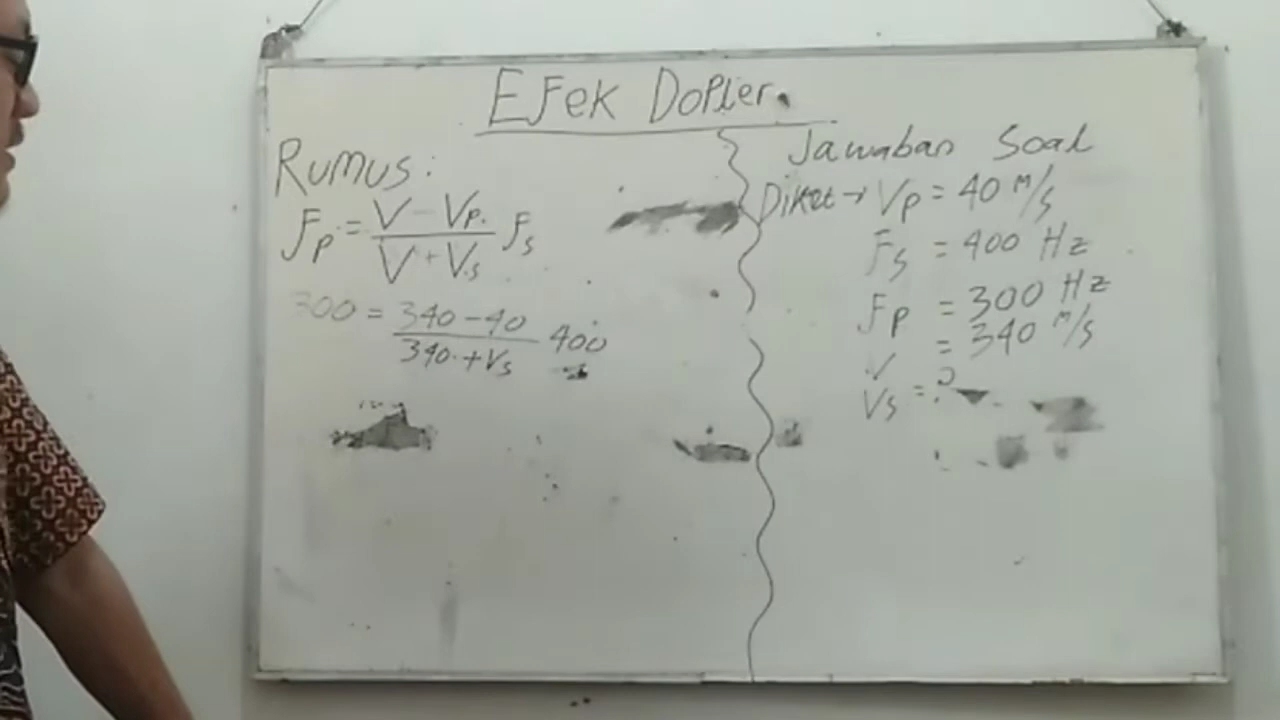 EFek Dopler.
Rumus:
Fp = V - Vp. / V + Vs Fs
300 = 340 - 40 / 340. + Vs 400
Jawaban Soal
Diket → Vp = 40 m/s
Fs = 400 Hz
Fp = 300 Hz
V = 340 m/s
Vs = ?